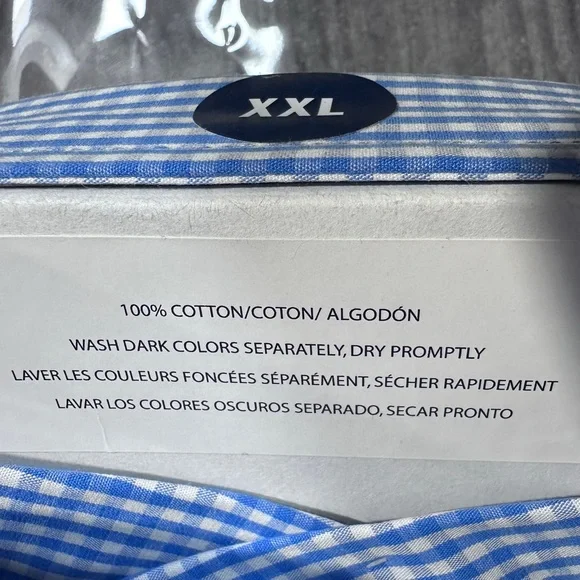 XXL
100% COTTON/COTON/ ALGODÓN
WASH DARK COLORS SEPARATELY, DRY PROMPTLY
LAVER LES COULEURS FONCÉES SÉPARÉMENT, SÉCHER RAPIDEMENT
LAVAR LOS COLORES OSCUROS SEPARADO, SECAR PRONTO